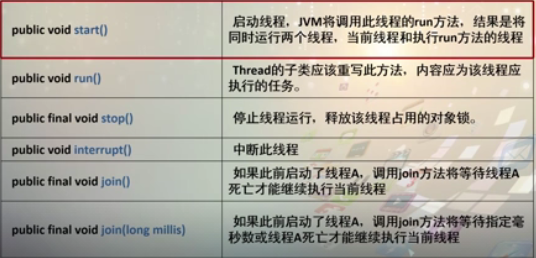 public void start()
启动线程，JVM将调用此线程的run方法，结果是将
同时运行两个线程，当前线程和执行run方法的线程
public void run()
Thread的子类应该重写此方法，内容应为该线程应
执行的任务。
public final void stop()
停止线程运行，释放该线程占用的对象锁。
public void interrupt()
中断此线程
public final void join()
如果此前启动了线程A，调用join方法将等待线程A
死亡才能继续执行当前线程
public final void join(long millis)
如果此前启动了线程A，调用join方法将等待指定毫
秒数或线程A死亡才能继续执行当前线程